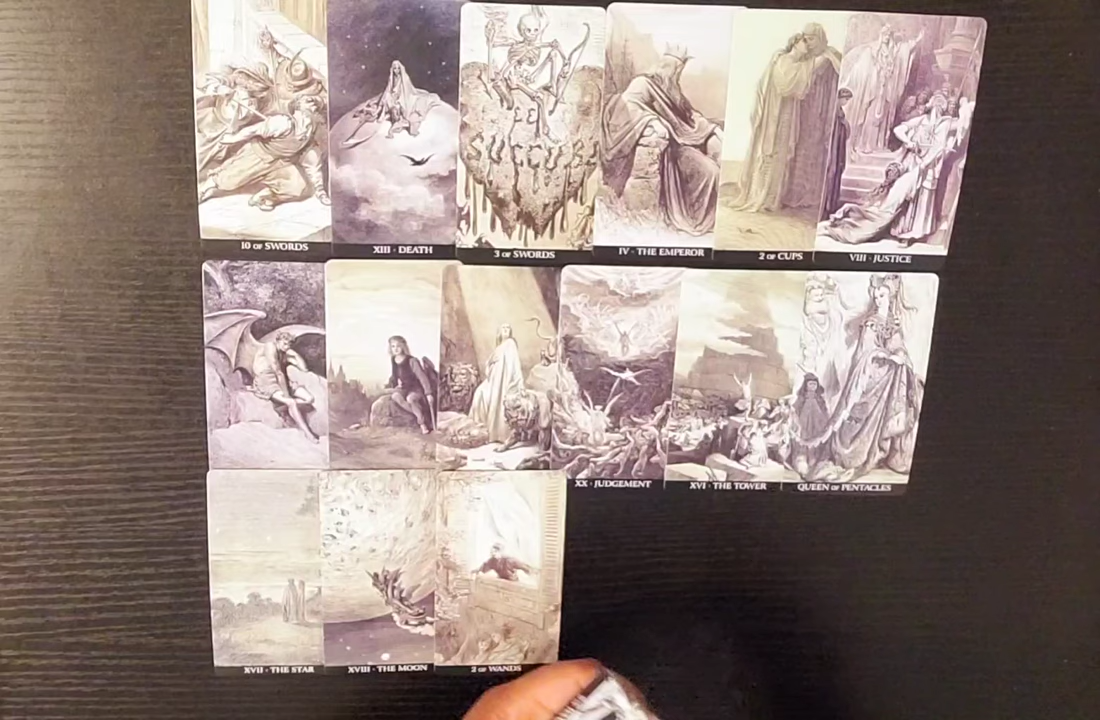 10 OF SWORDS
XIII · DEATH
SUCCUBI
3 OF SWORDS
IV · THE EMPEROR
2 OF CUPS
VIII · JUSTICE
XX · JUDGEMENT
XVI · THE TOWER
QUEEN OF PENTACLES
XVII · THE STAR
XVIII · THE MOON
2 OF WANDS